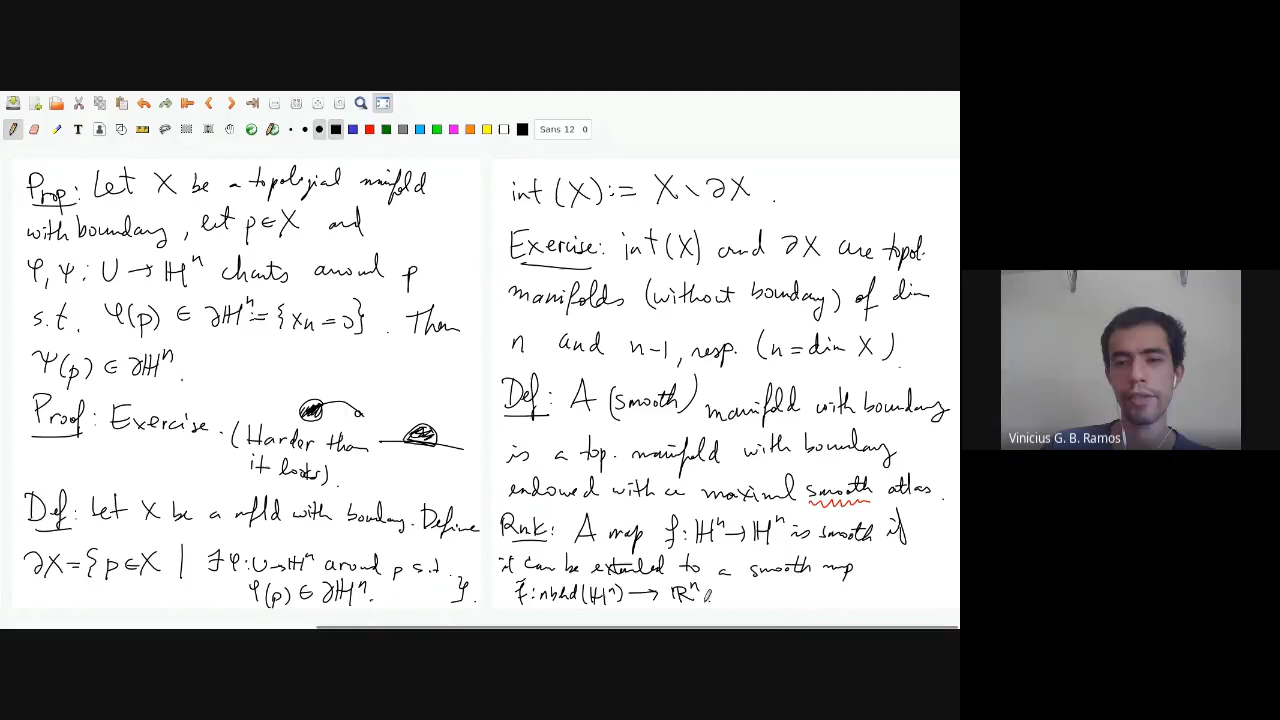 Sans 12 0
Prop: Let X be a topologial manifold
with boundary, let p ∈ X and
φ, ψ : U → ℍⁿ charts around p
s.t. φ(p) ∈ ∂ℍⁿ := {xₙ = 0}. Then
ψ(p) ∈ ∂ℍⁿ.
Proof: Exercise. (Harder than
it looks).
Def: Let X be a mfld with boundary. Define
∂X = {p ∈ X | ∃ φ: U → ℍⁿ around p s.t.
φ(p) ∈ ∂ℍⁿ. }.
int (X) := X \ ∂X.
Exercise: int(X) and ∂X are topol.
manifolds (without boundary) of dim
n and n-1, resp. (n = dim X).
Def: A (smooth) manifold with boundary
is a top. manifold with boundary
endowed with a maximal smooth atlas.
Rmk: A map f: ℍⁿ → ℍⁿ is smooth if
it can be extended to a smooth map
f̃: nbhd(ℍⁿ) → ℝⁿ
Vinicius G. B. Ramos